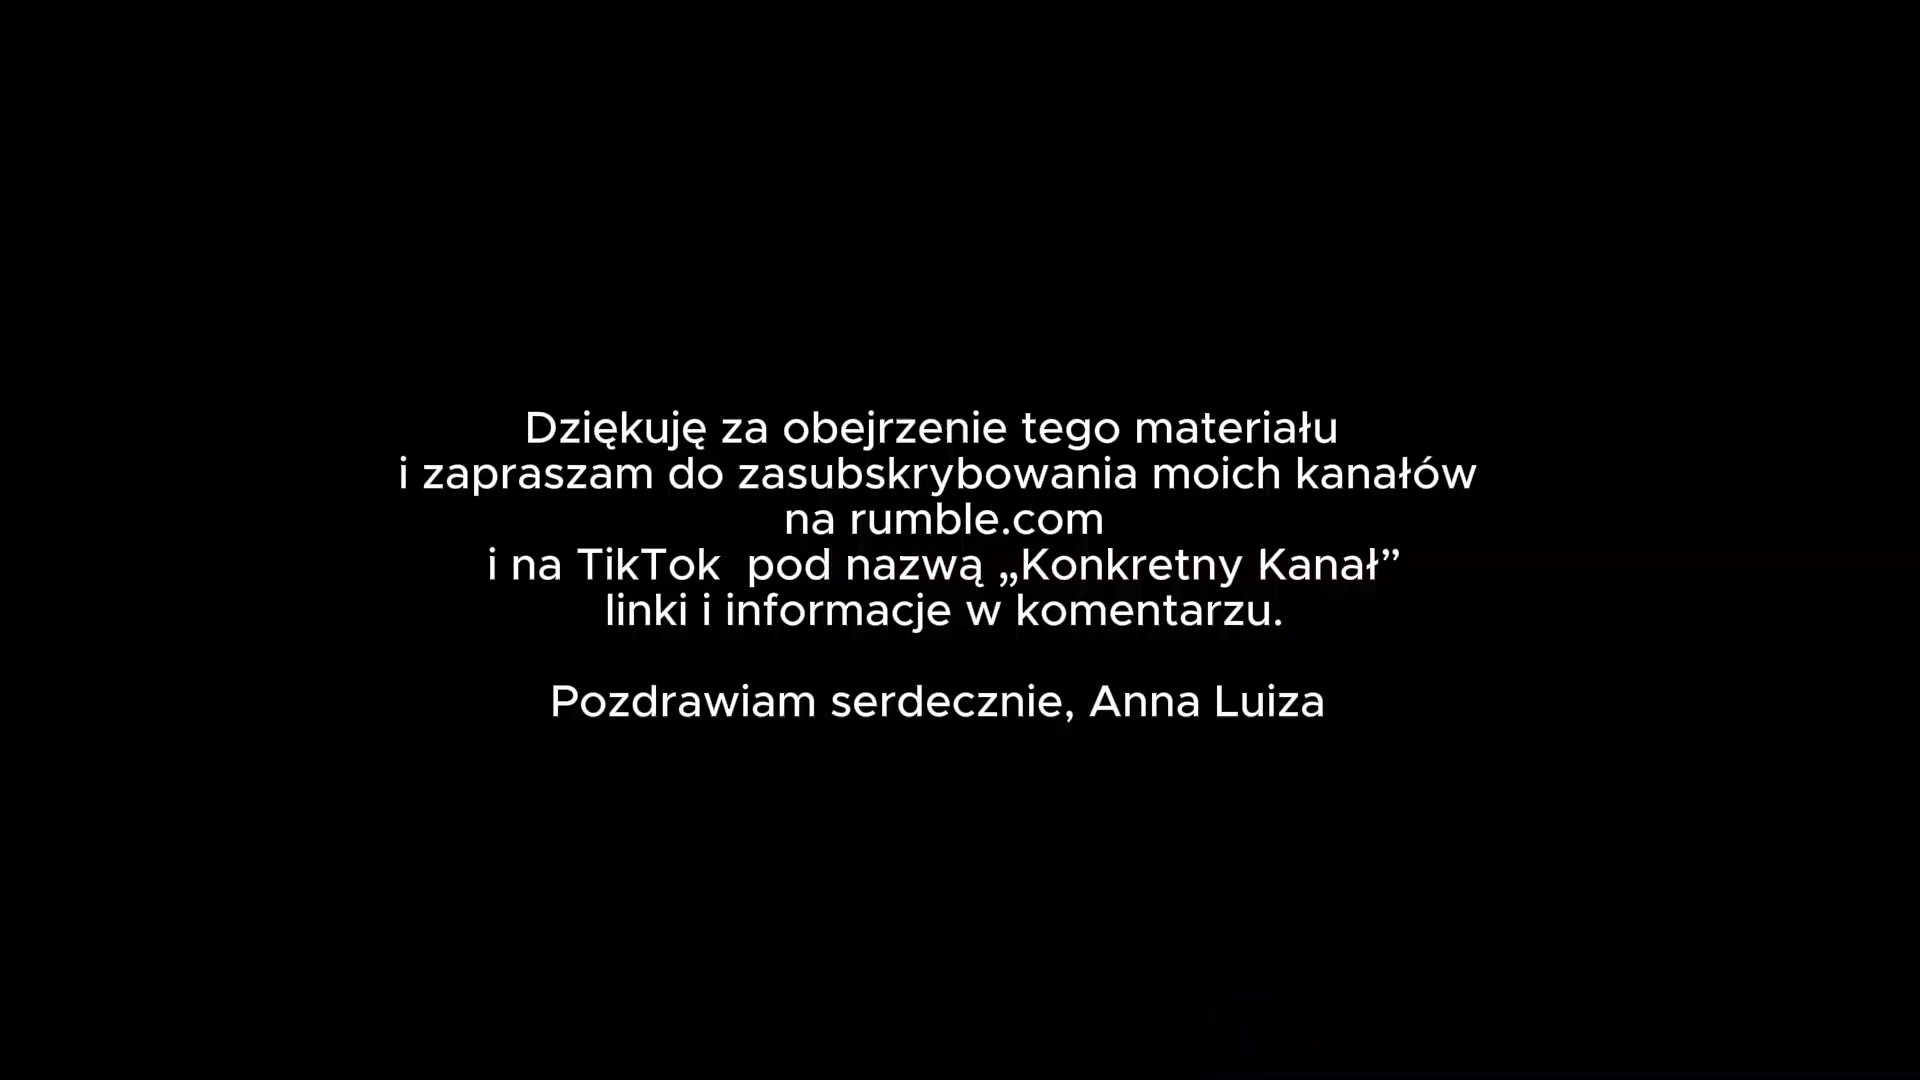 Dziękuję za obejrzenie tego materiału
i zapraszam do zasubskrybowania moich kanałów
na rumble.com
i na TikTok  pod nazwą „Konkretny Kanał”
linki i informacje w komentarzu.
Pozdrawiam serdecznie, Anna Luiza